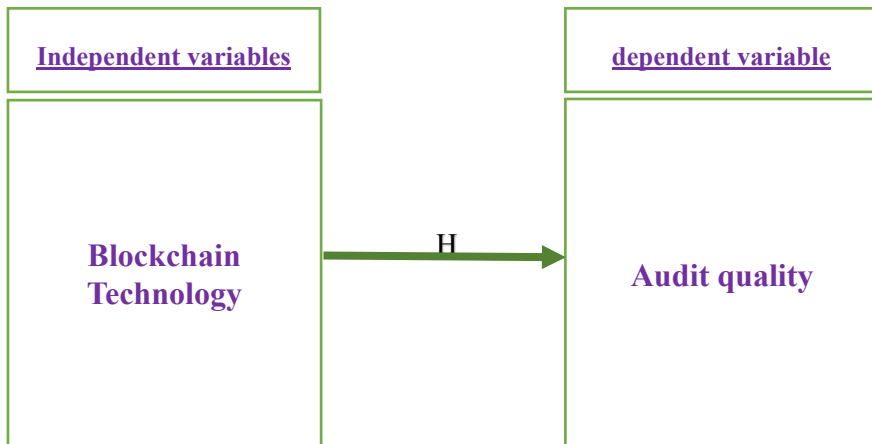 Independent variables
dependent variable
Blockchain
Technology
H
Audit quality